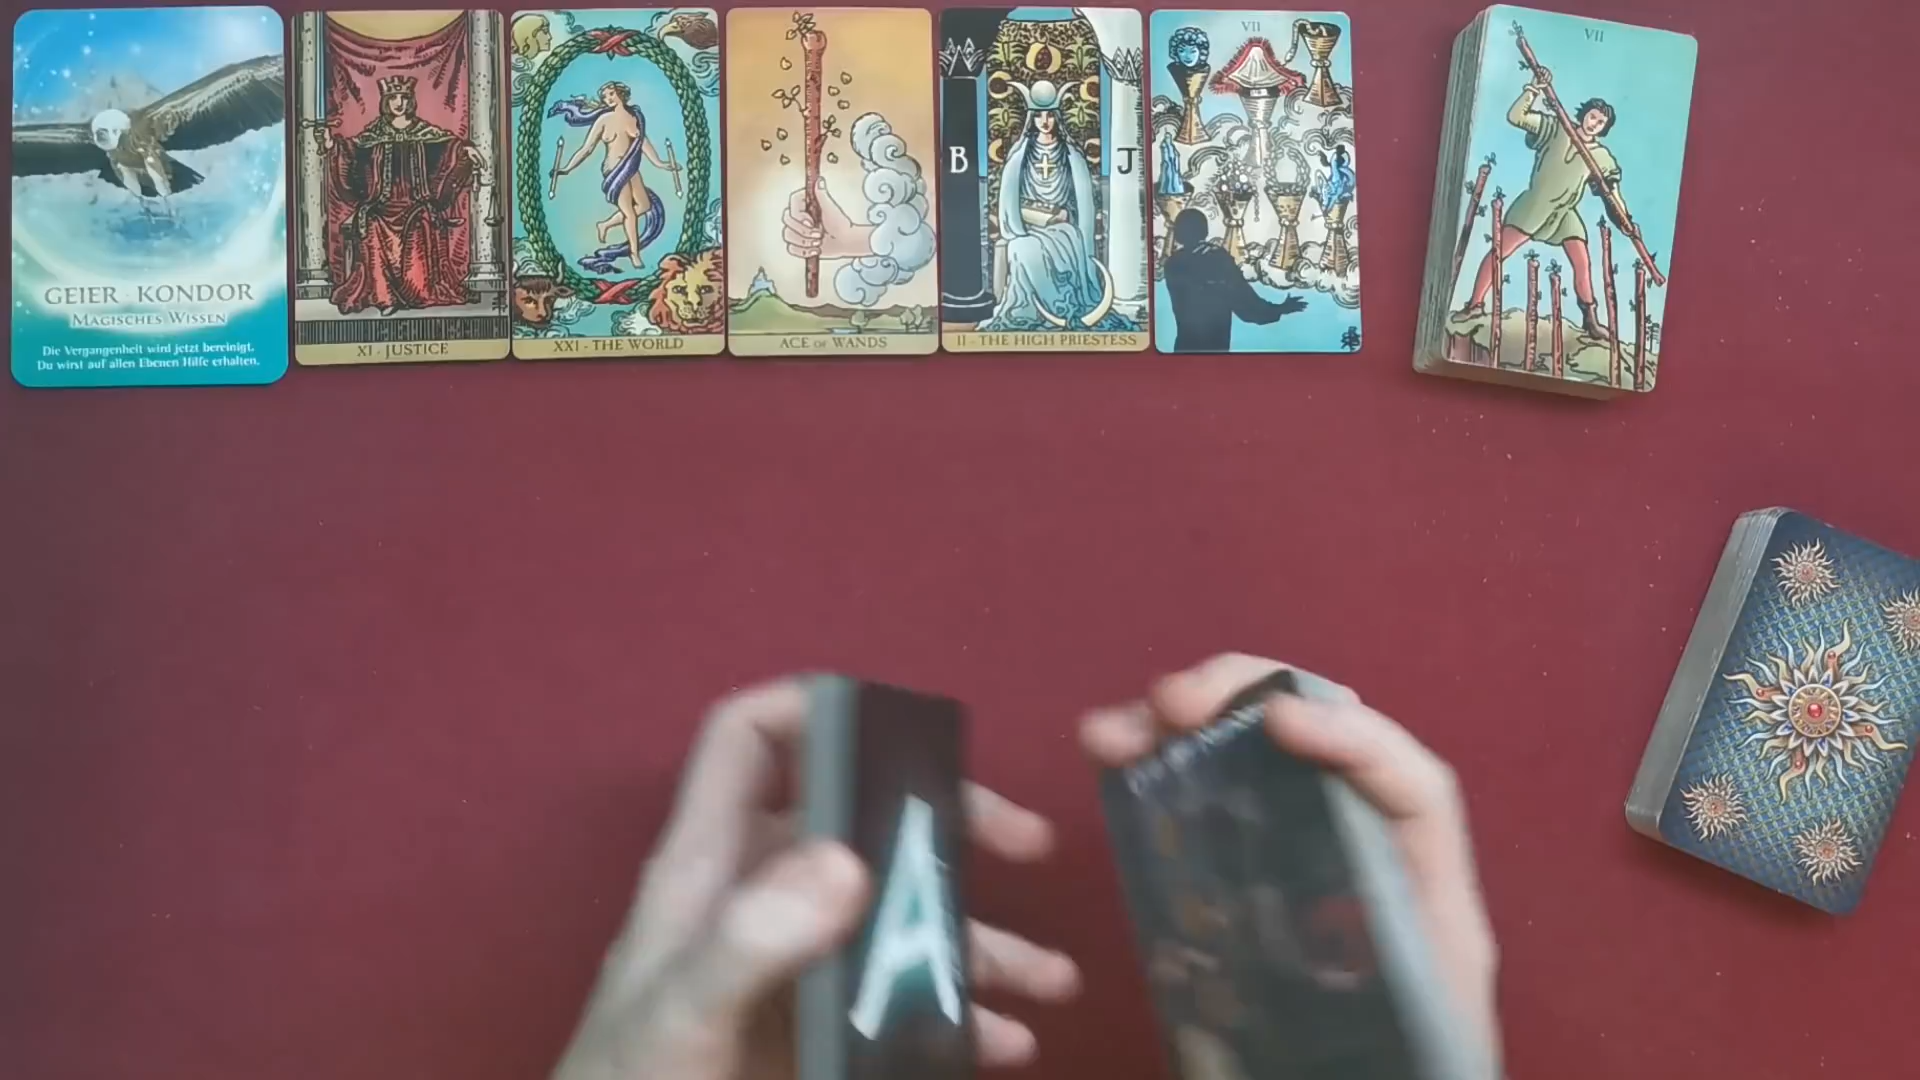 GEIER · KONDOR
MAGISCHES WISSEN
Die Vergangenheit wird jetzt bereinigt.
Du wirst auf allen Ebenen Hilfe erhalten.
XI - JUSTICE
XXI - THE WORLD
ACE OF WANDS
B
J
II - THE HIGH PRIESTESS
VII
VII
A